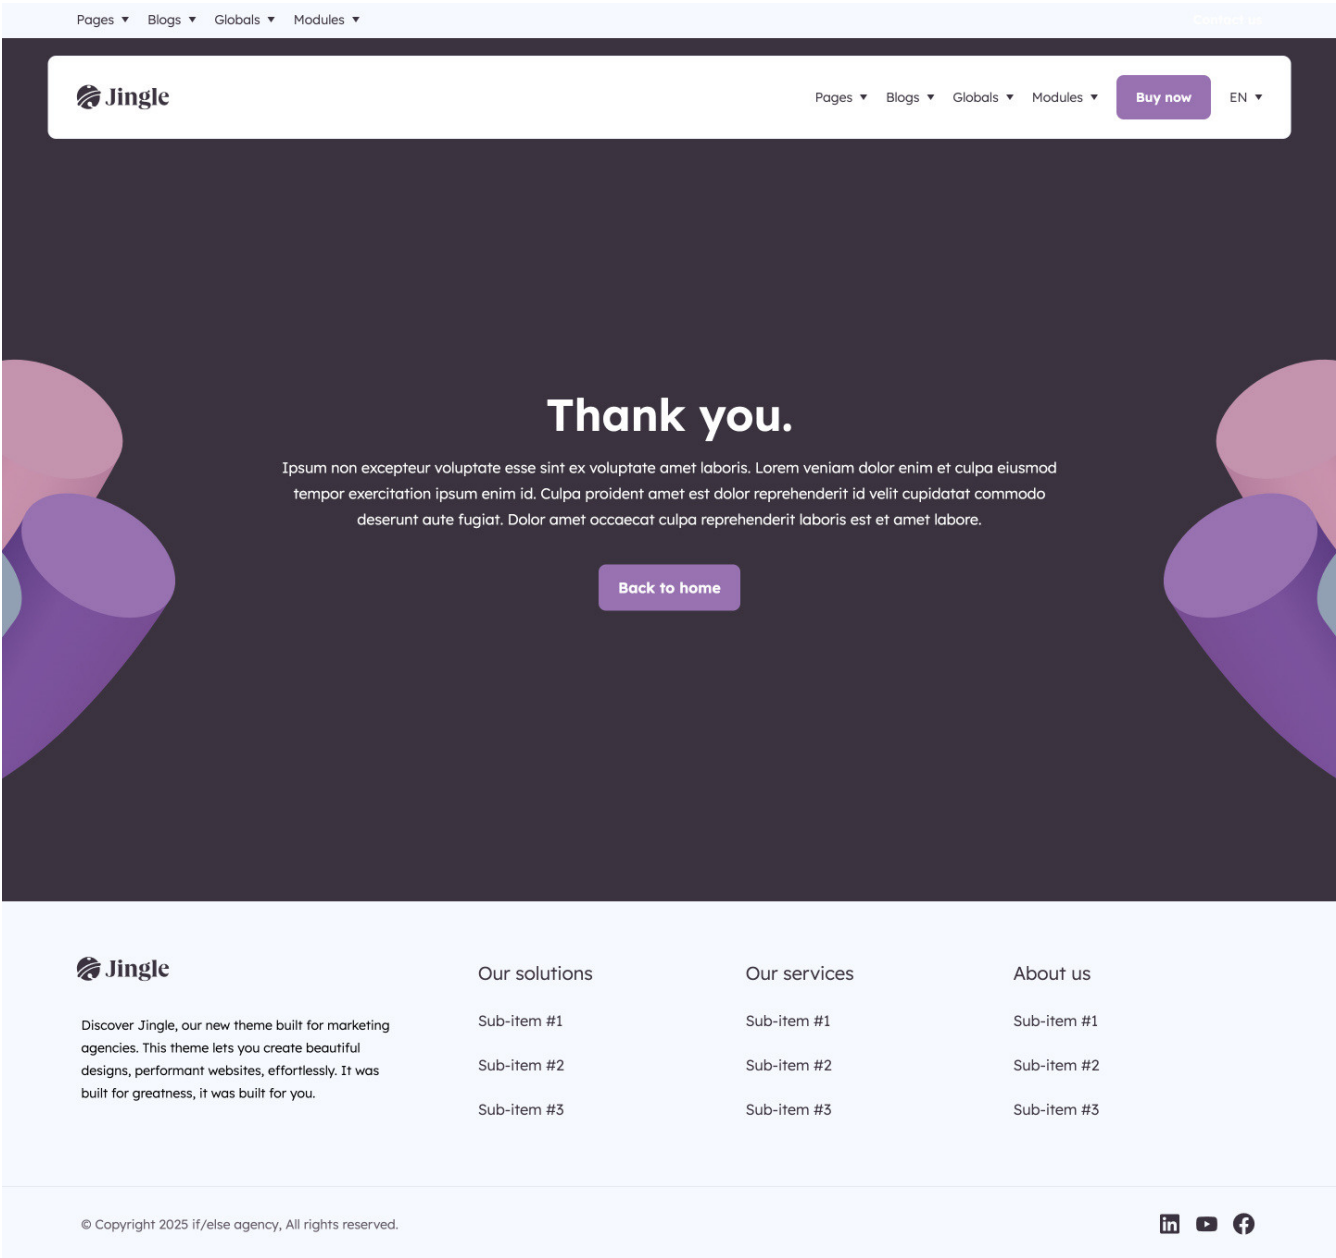 Pages ▼ Blogs ▼ Globals ▼ Modules ▼ Contact us
Jingle Pages ▼ Blogs ▼ Globals ▼ Modules ▼ Buy now EN ▼
Thank you.
Ipsum non excepteur voluptate esse sint ex voluptate amet laboris. Lorem veniam dolor enim et culpa eiusmod
tempor exercitation ipsum enim id. Culpa proident amet est dolor reprehenderit id velit cupidatat commodo
deserunt aute fugiat. Dolor amet occaecat culpa reprehenderit laboris est et amet labore.
Back to home
Jingle
Discover Jingle, our new theme built for marketing
agencies. This theme lets you create beautiful
designs, performant websites, effortlessly. It was
built for greatness, it was built for you.
Our solutions
Sub-item #1
Sub-item #2
Sub-item #3
Our services
Sub-item #1
Sub-item #2
Sub-item #3
About us
Sub-item #1
Sub-item #2
Sub-item #3
© Copyright 2025 if/else agency, All rights reserved.